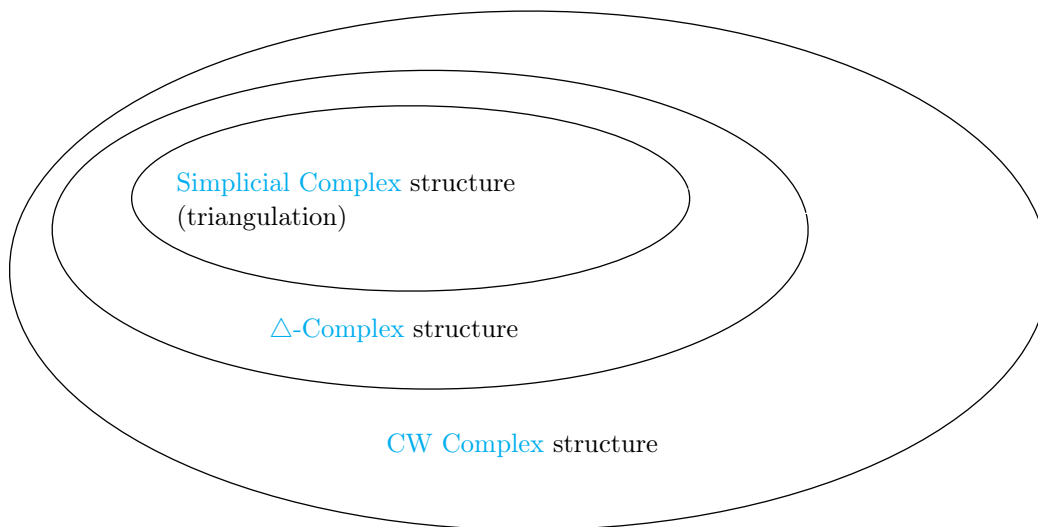 Simplicial Complex structure
(triangulation)
△-Complex structure
CW Complex structure